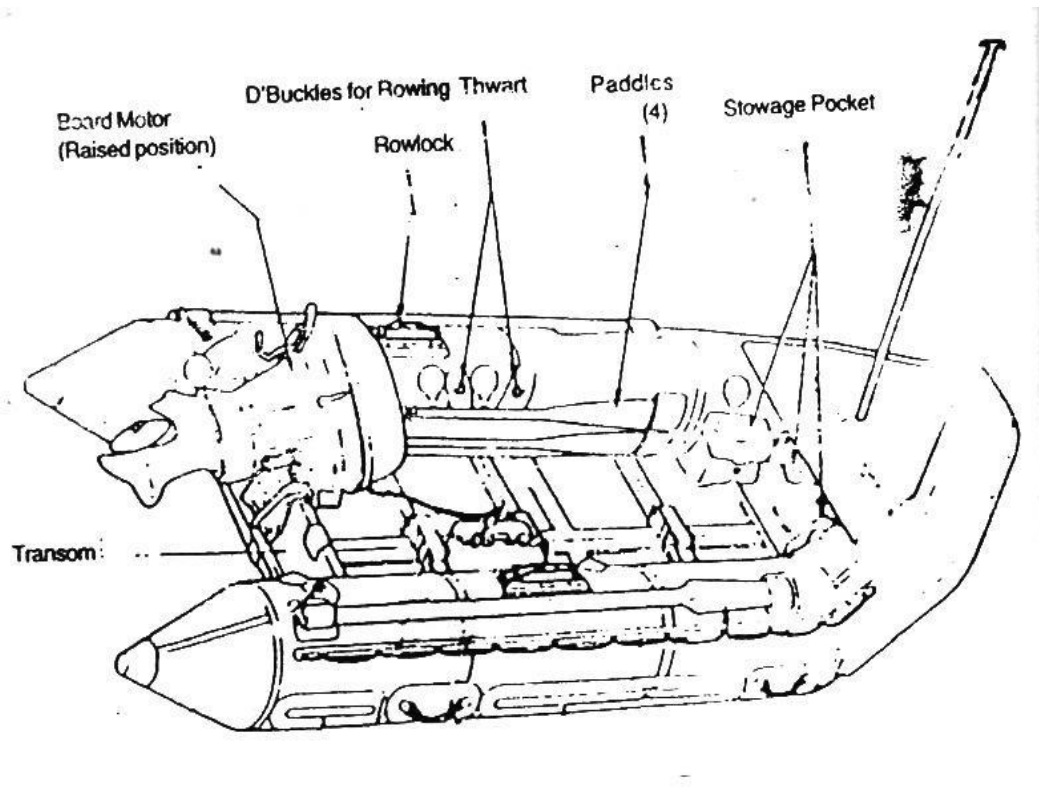 D'Buckles for Rowing Thwart
Paddles
(4)
Stowage Pocket
Board Motor
(Raised position)
Rowlock
Transom: